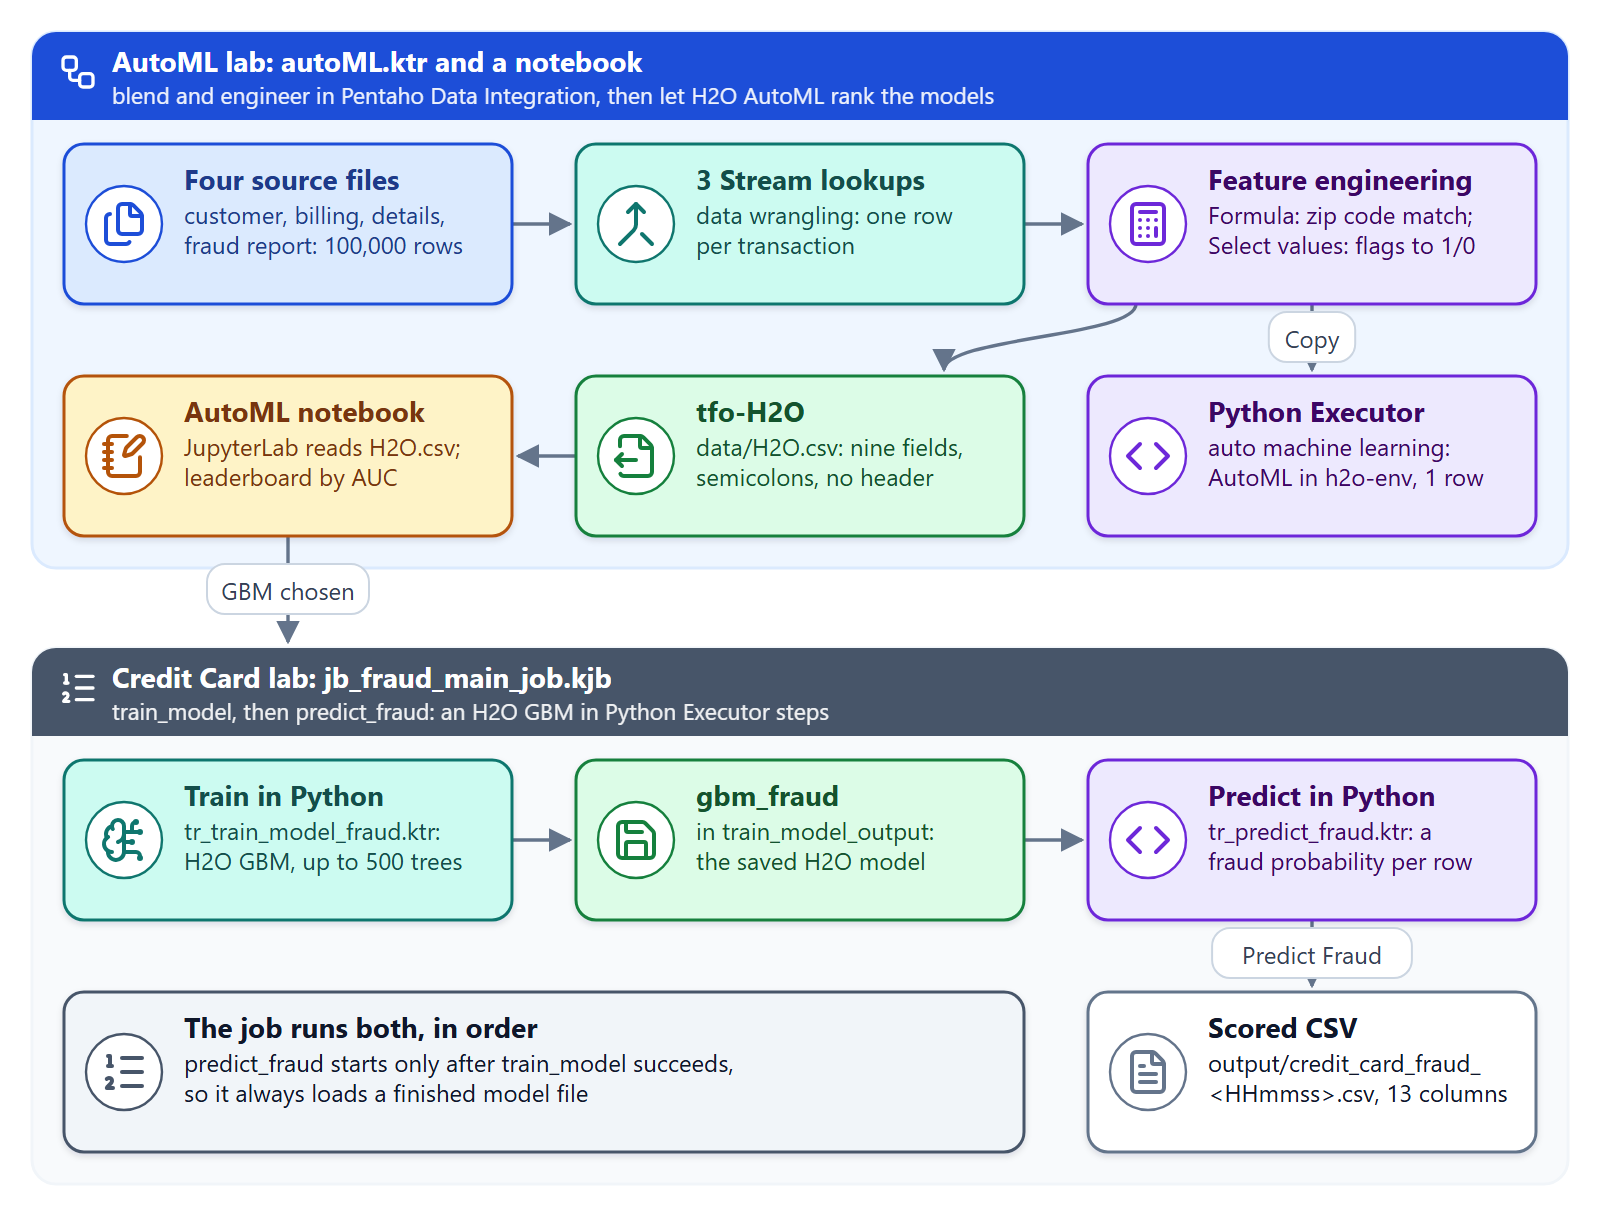 AutoML lab: autoML.ktr and a notebook
blend and engineer in Pentaho Data Integration, then let H2O AutoML rank the models
Four source files
customer, billing, details,
fraud report: 100,000 rows
3 Stream lookups
data wrangling: one row
per transaction
Feature engineering
Formula: zip code match;
Select values: flags to 1/0
Copy
AutoML notebook
JupyterLab reads H2O.csv;
leaderboard by AUC
tfo-H2O
data/H2O.csv: nine fields,
semicolons, no header
Python Executor
auto machine learning:
AutoML in h2o-env, 1 row
GBM chosen
1
2
Credit Card lab: jb_fraud_main_job.kjb
train_model, then predict_fraud: an H2O GBM in Python Executor steps
Train in Python
tr_train_model_fraud.ktr:
H2O GBM, up to 500 trees
gbm_fraud
in train_model_output:
the saved H2O model
Predict in Python
tr_predict_fraud.ktr: a
fraud probability per row
Predict Fraud
1
2
The job runs both, in order
predict_fraud starts only after train_model succeeds,
so it always loads a finished model file
Scored CSV
output/credit_card_fraud_
<HHmmss>.csv, 13 columns